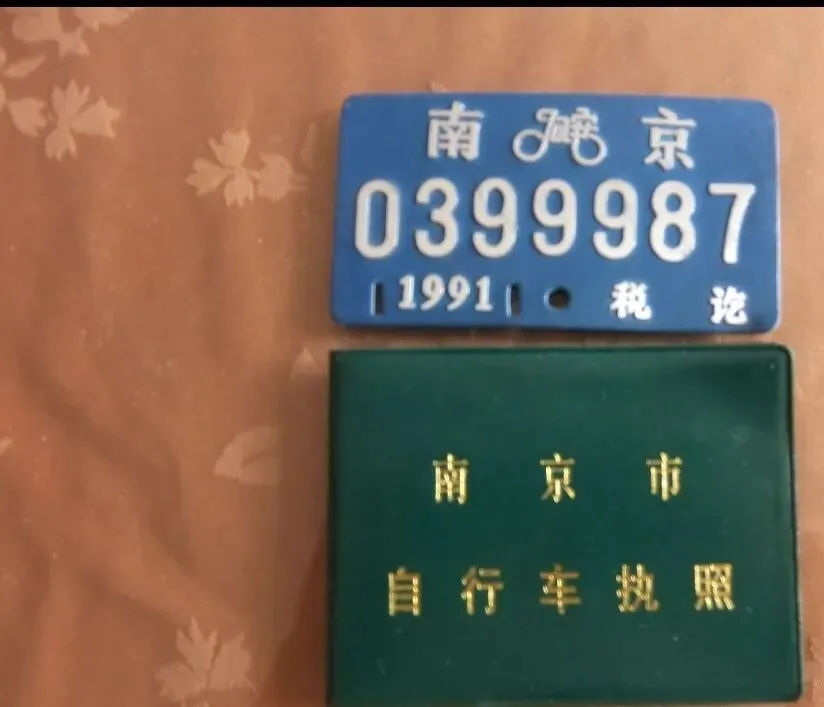 南 京
0399987
1991 税 讫
南 京 市
自 行 车 执 照